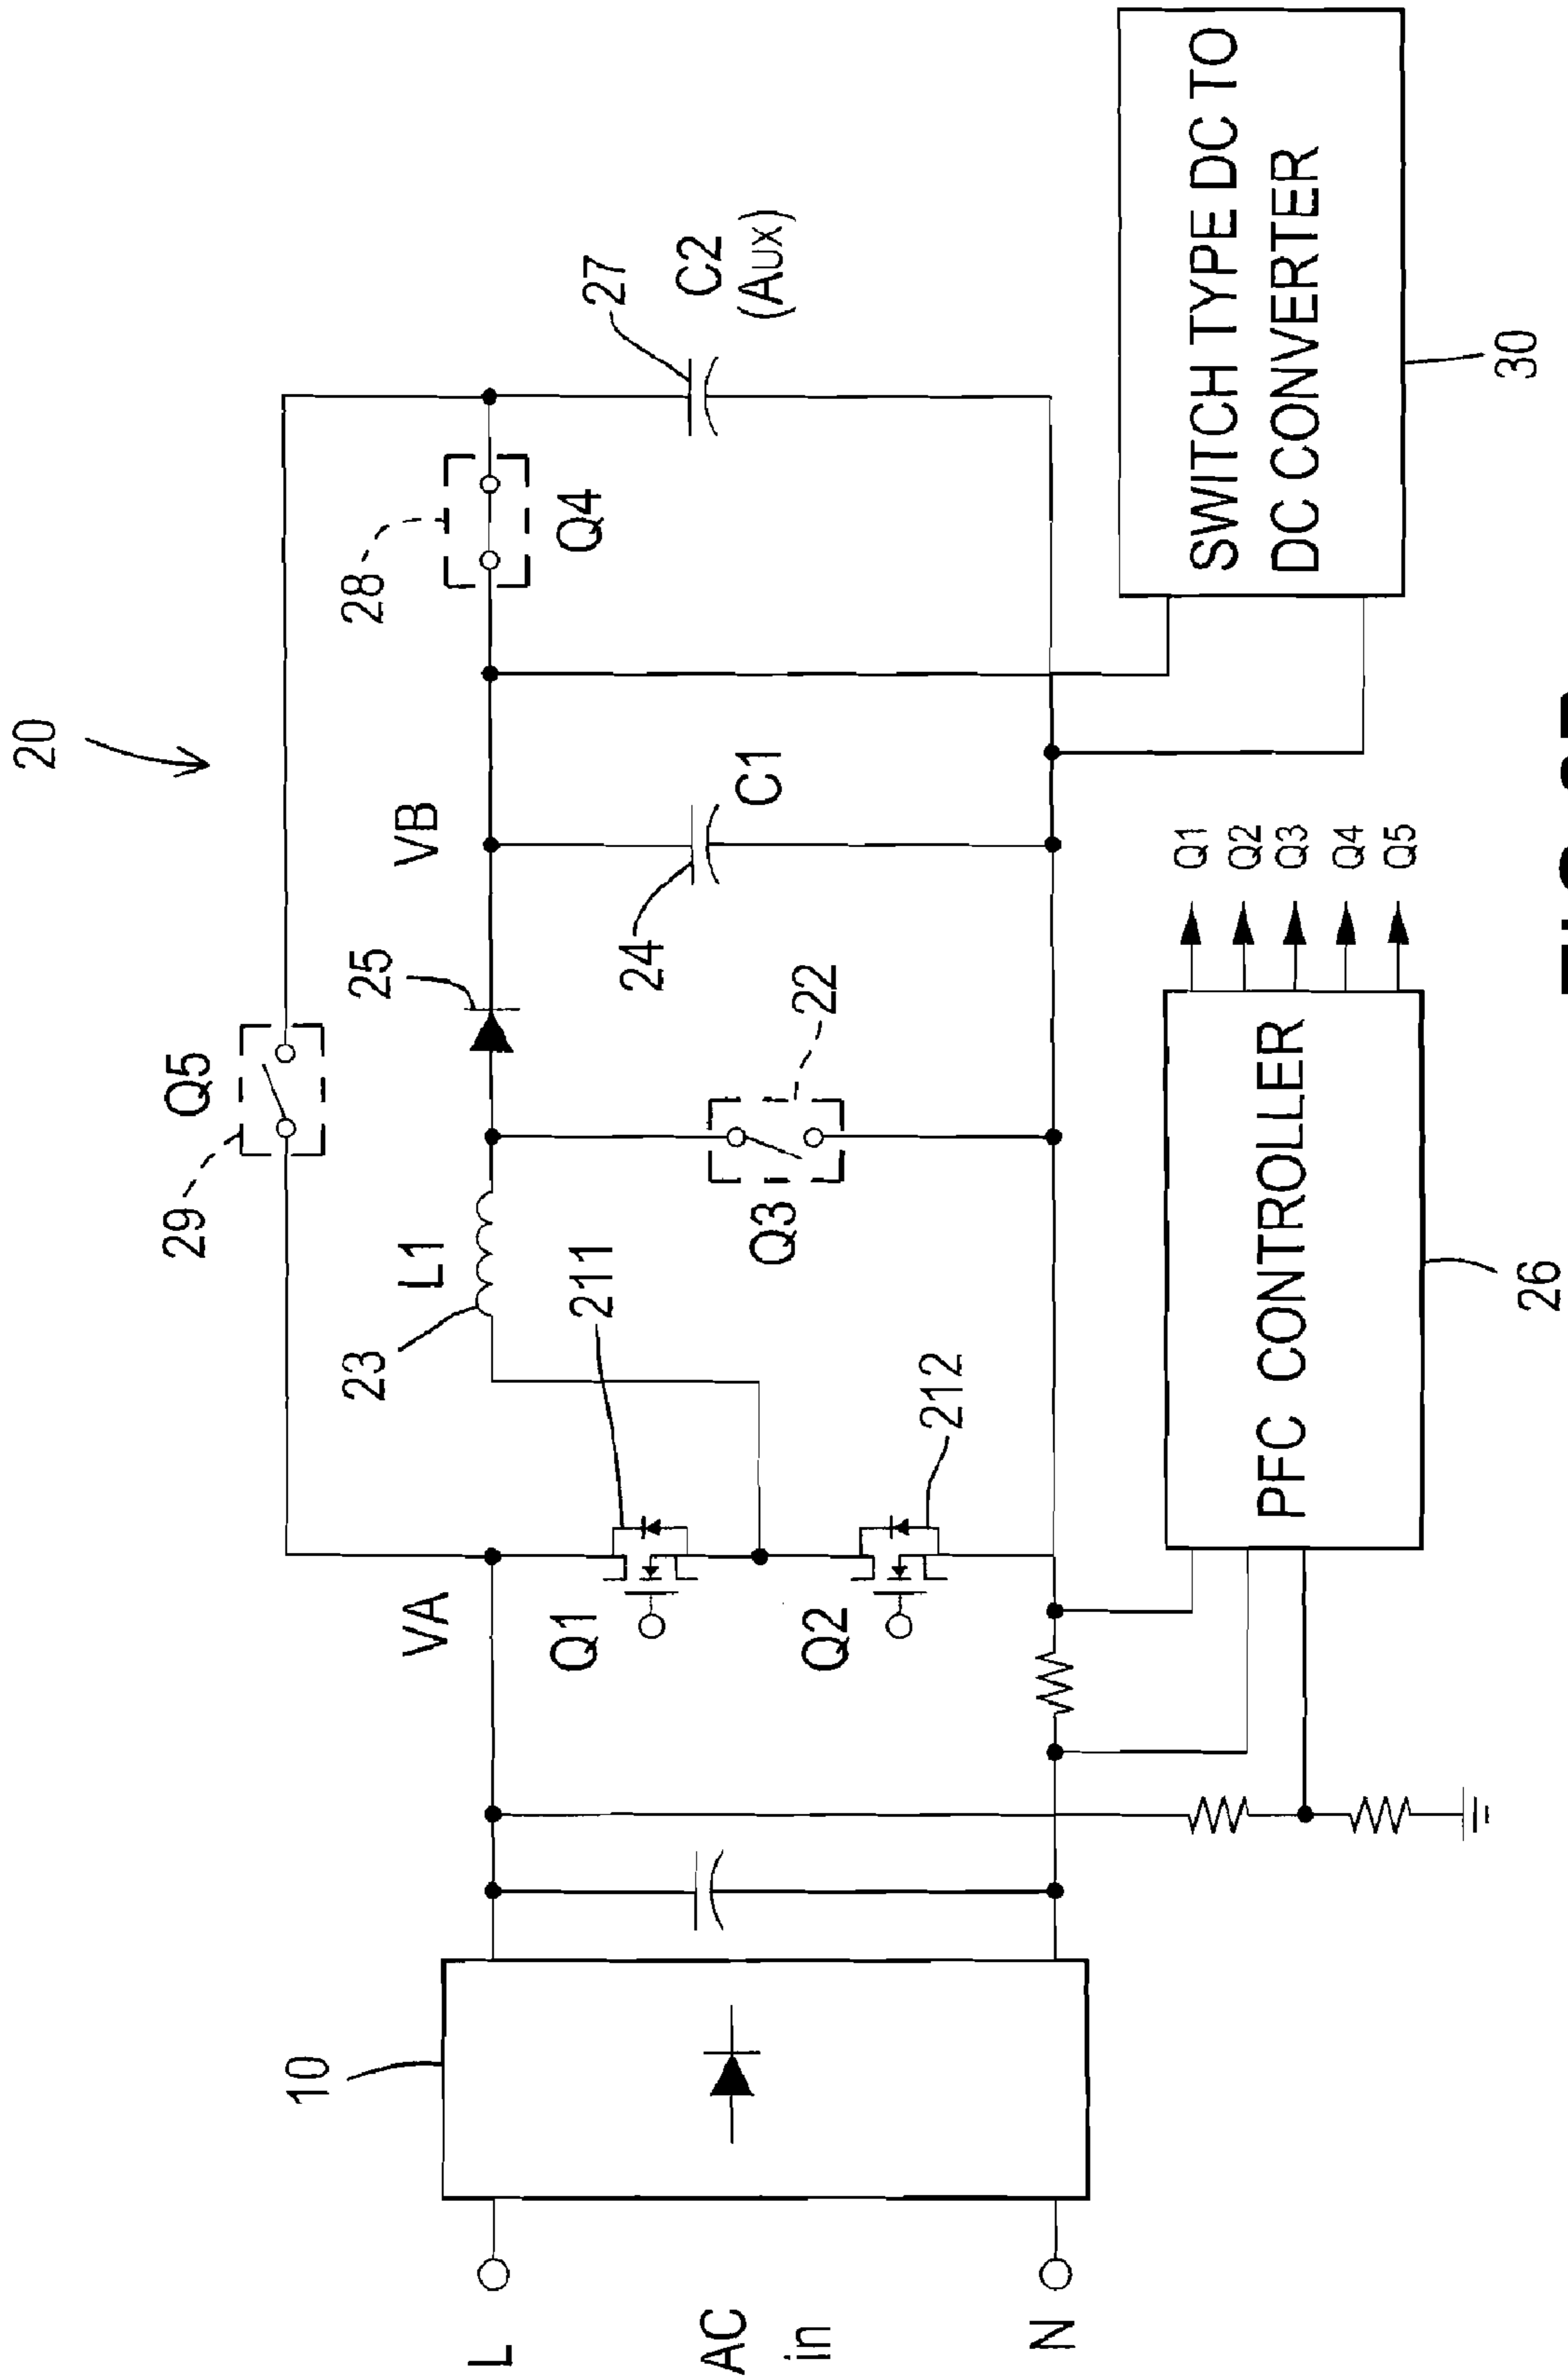 20
Q5
29
VB
28
Q4
25
27
C2
(Aux)
24
C1
VA
L1
23
211
Q3
22
Q1
Q2
212
10
L
AC
in
N
PFC CONTROLLER
26
Q1
Q2
Q3
Q4
Q5
SWITCH TYPE DC TO
DC CONVERTER
30